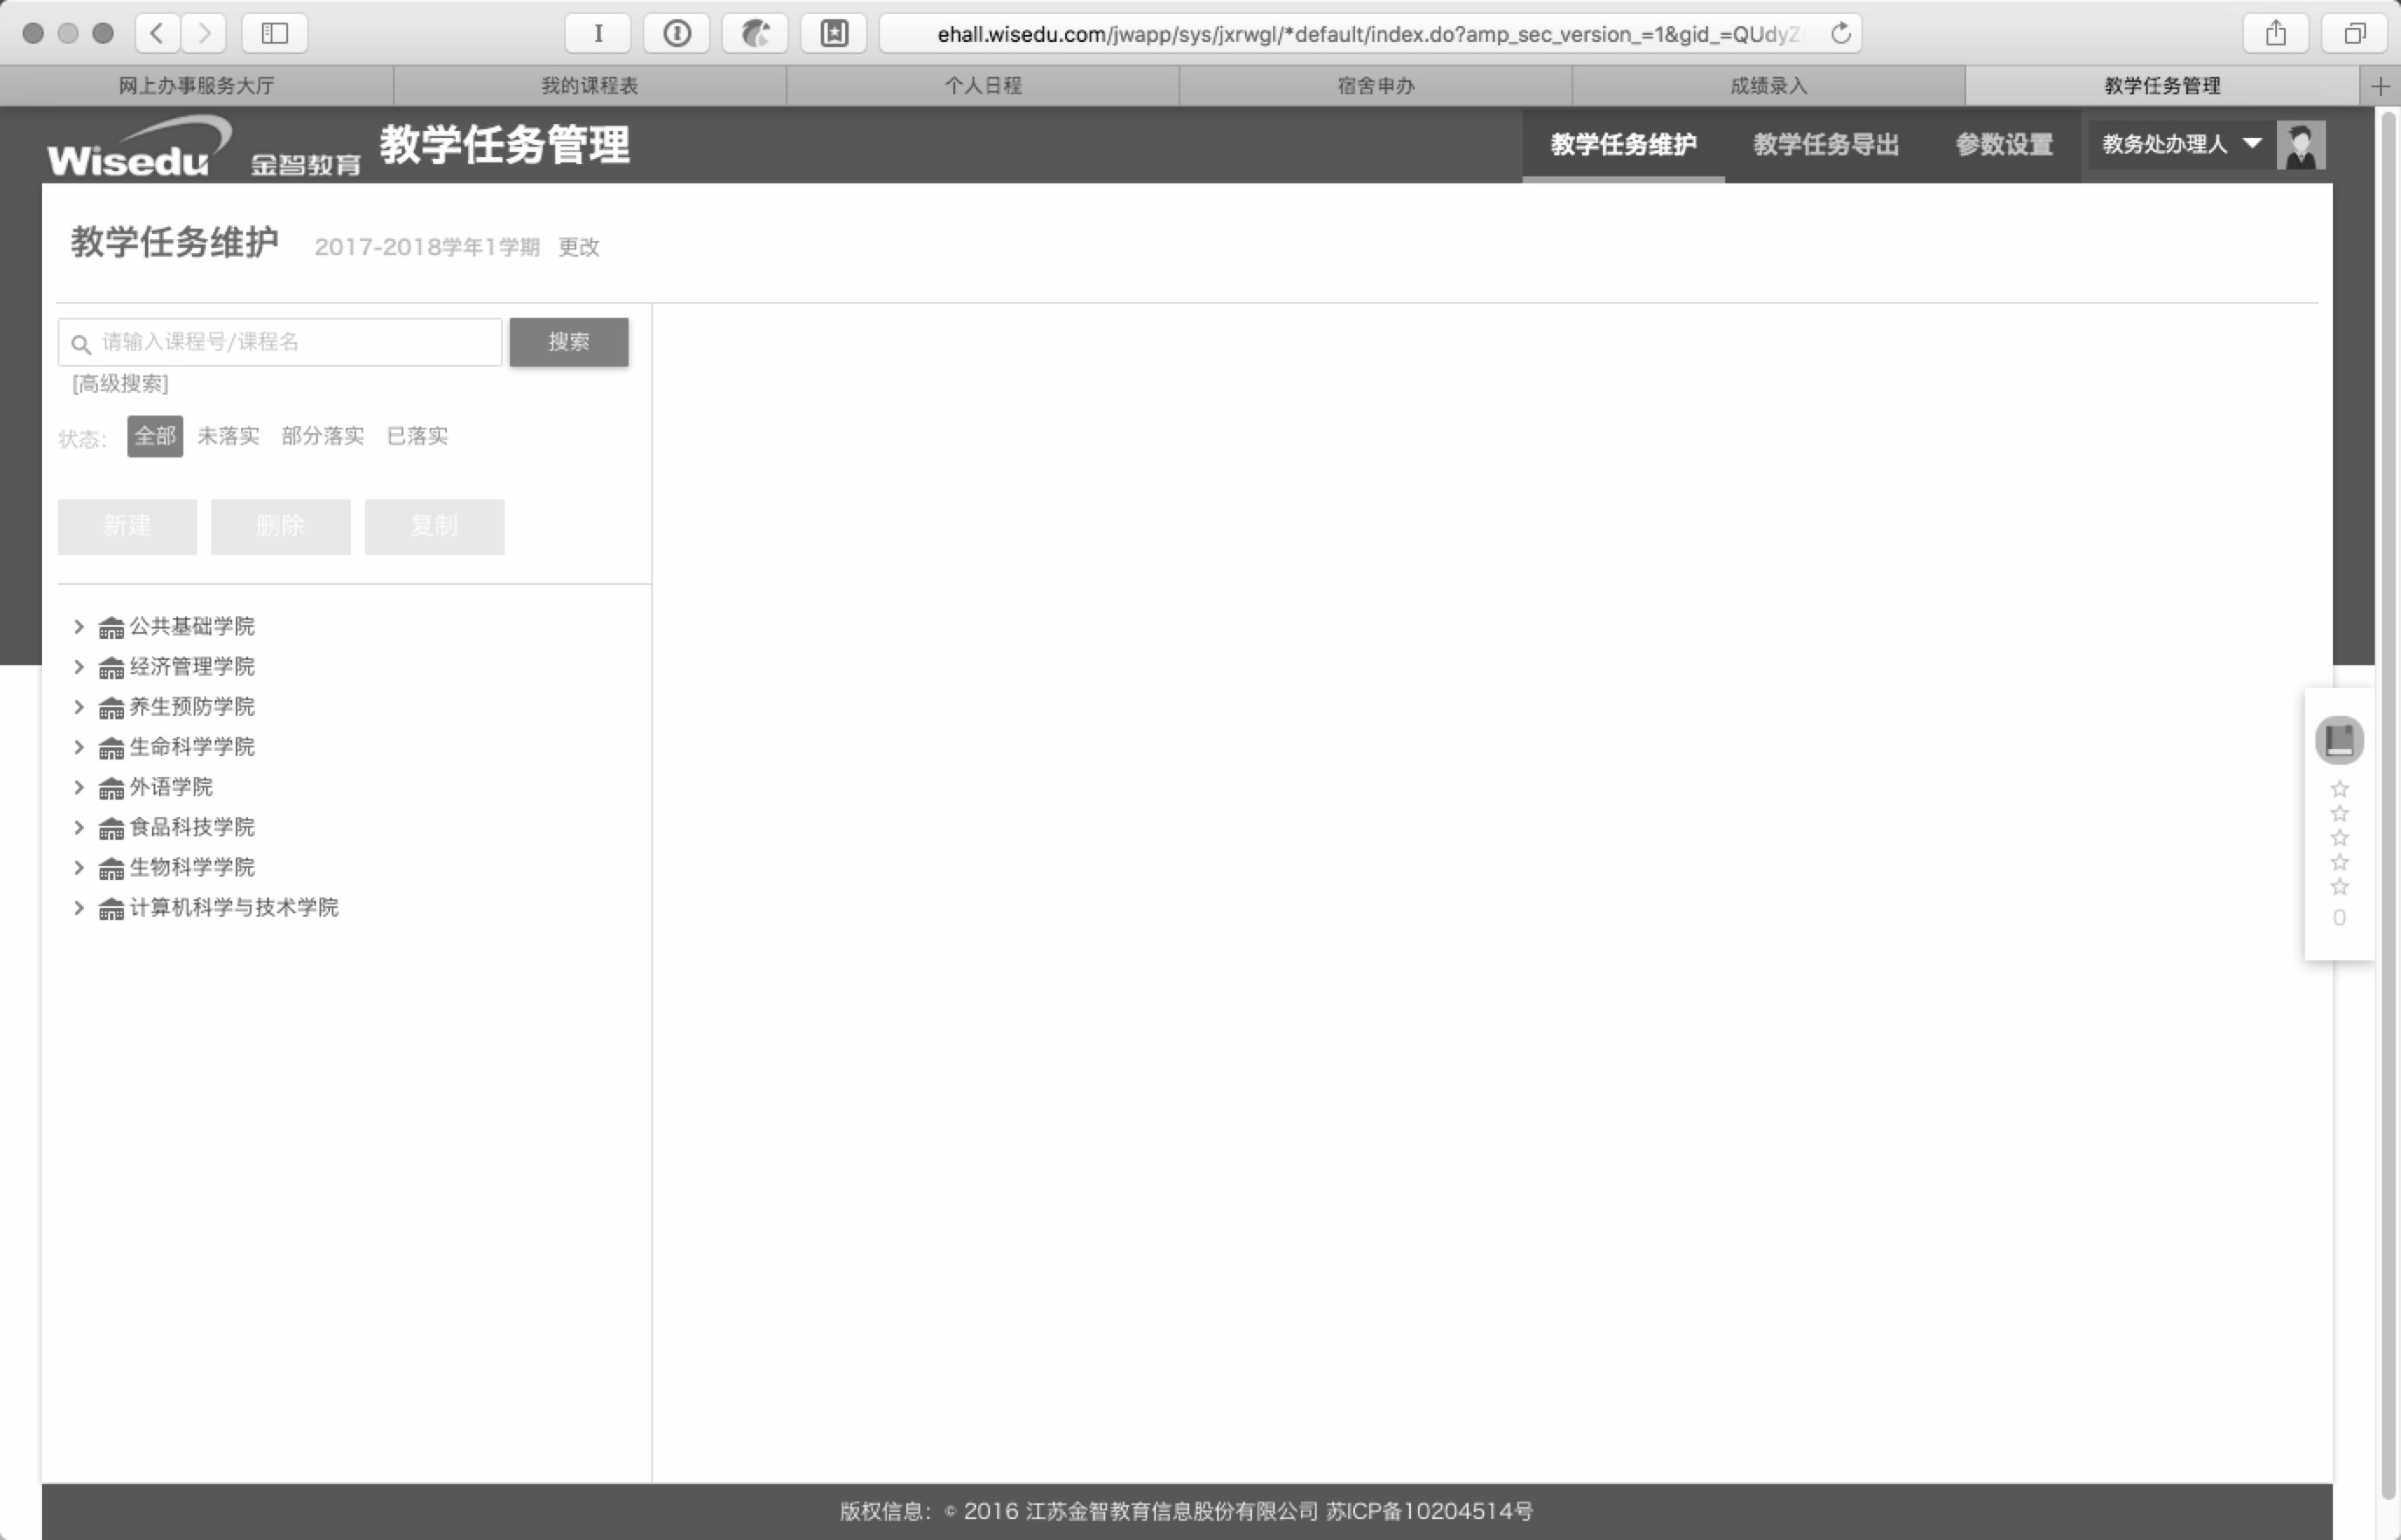 ehall.wisedu.com/jwapp/sys/jxrwgl/*default/index.do?amp_sec_version_=1&gid_=QUdyZ
网上办事服务大厅 我的课程表 个人日程 宿舍申办 成绩录入 教学任务管理
Wisedu 金智教育 教学任务管理 教学任务维护 教学任务导出 参数设置 教务处办理人
教学任务维护 2017-2018学年1学期 更改
请输入课程号/课程名 搜索
[高级搜索]
状态: 全部 未落实 部分落实 已落实
新建 删除 复制
公共基础学院
经济管理学院
养生预防学院
生命科学学院
外语学院
食品科技学院
生物科学学院
计算机科学与技术学院
0
版权信息：© 2016 江苏金智教育信息股份有限公司 苏ICP备10204514号